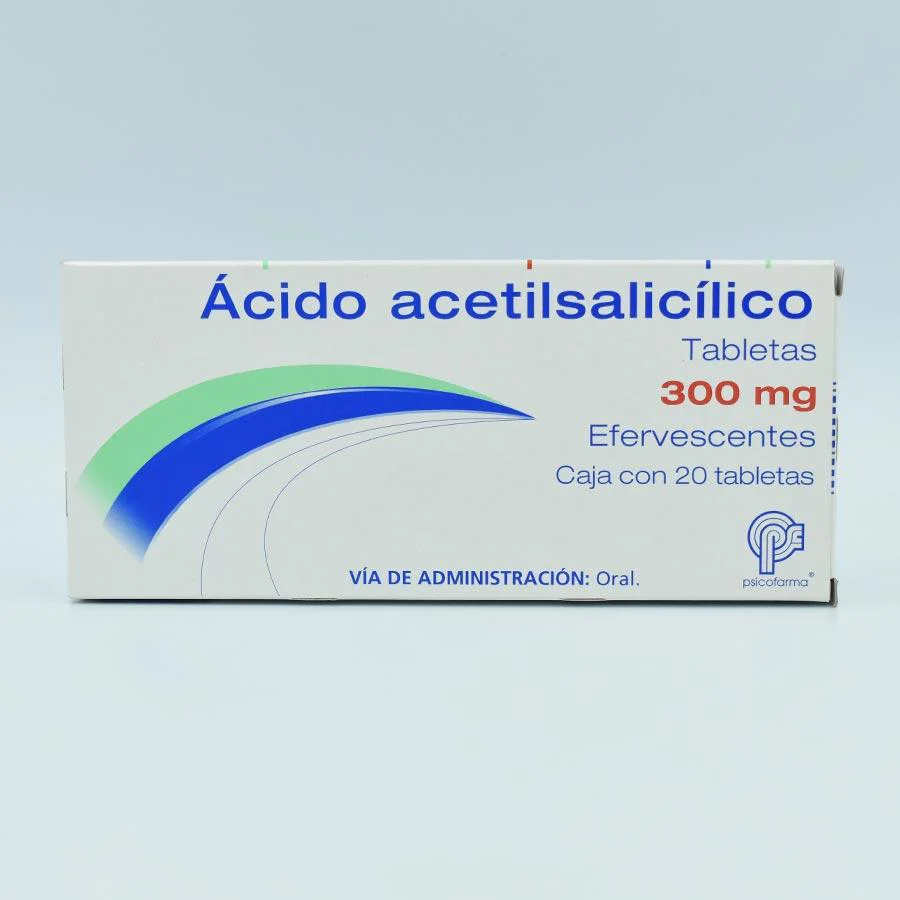 Ácido acetilsalicílico
Tabletas
300 mg
Efervescentes
Caja con 20 tabletas
psicofarma®
VÍA DE ADMINISTRACIÓN: Oral.